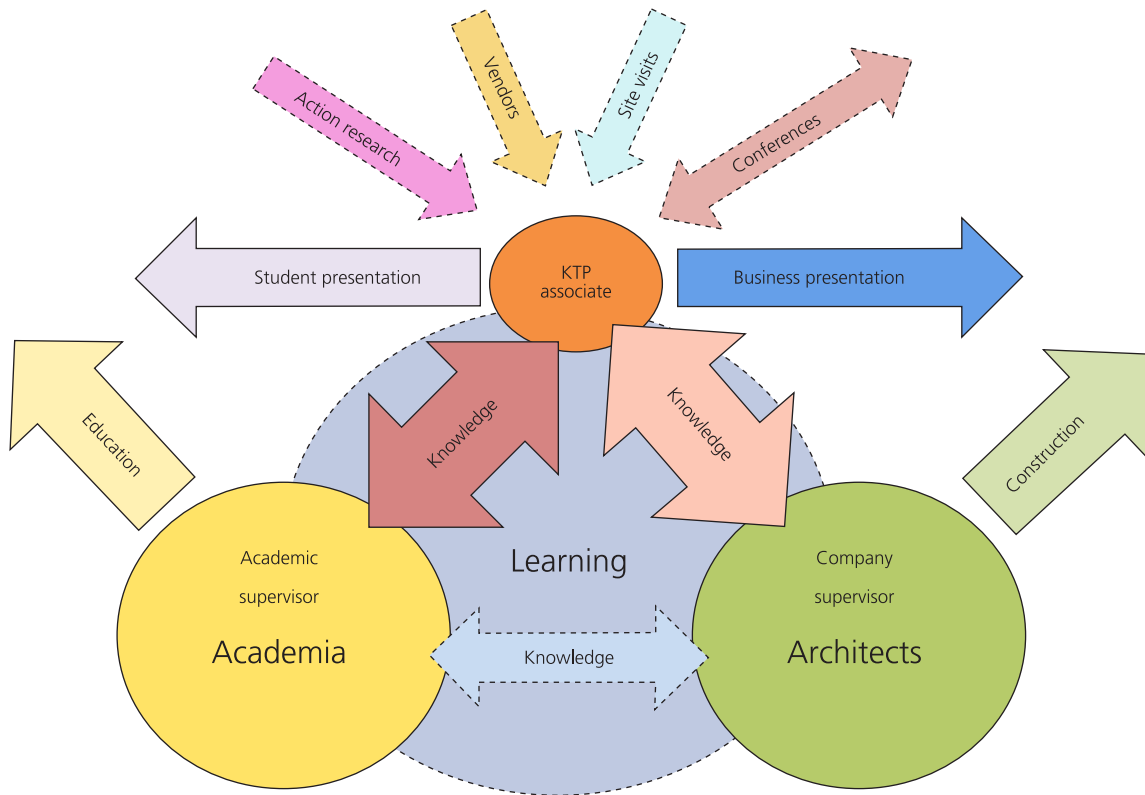 Action research
Vendors
Site visits
Conferences
Student presentation
KTP
associate
Business presentation
Education
Knowledge
Knowledge
Construction
Learning
Academic
supervisor
Academia
Company
supervisor
Architects
Knowledge